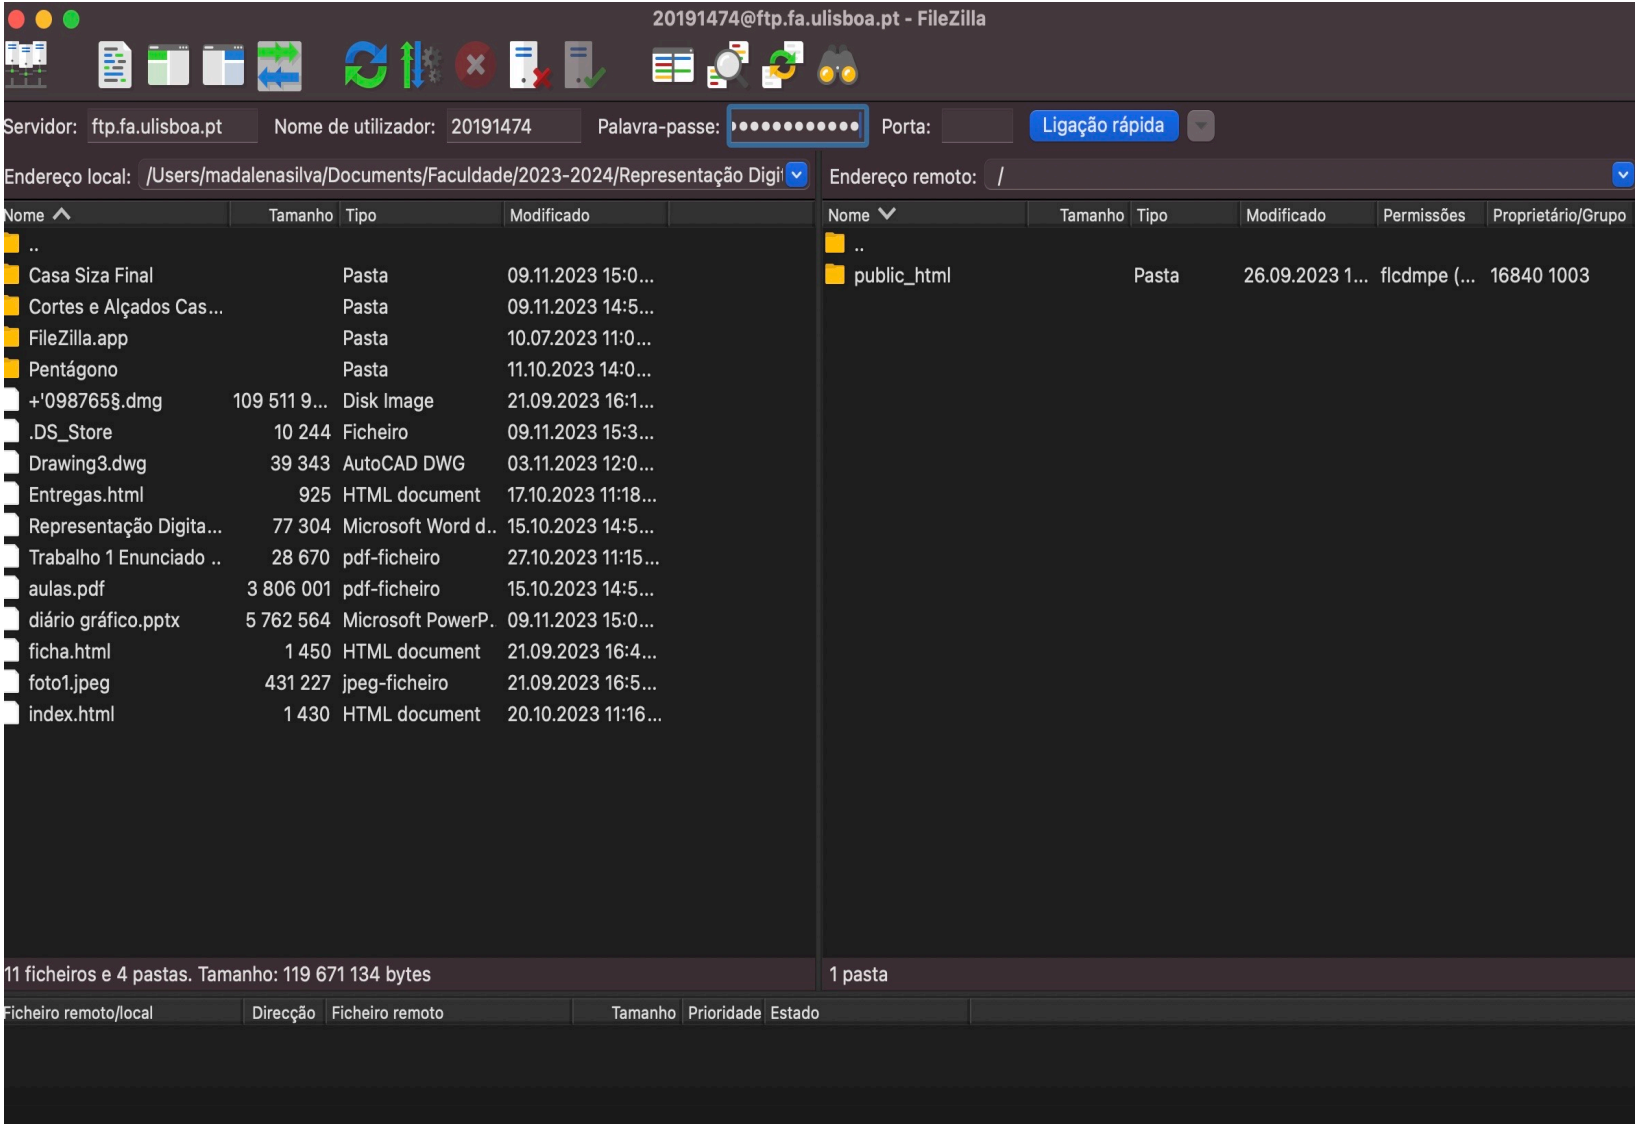 20191474@ftp.fa.ulisboa.pt - FileZilla
Servidor: ftp.fa.ulisboa.pt Nome de utilizador: 20191474 Palavra-passe: ●●●●●●●●●●●● Porta: Ligação rápida
Endereço local: /Users/madalenasilva/Documents/Faculdade/2023-2024/Representação Digi
Endereço remoto: /
Nome Tamanho Tipo Modificado
..
Casa Siza Final Pasta 09.11.2023 15:0...
Cortes e Alçados Cas... Pasta 09.11.2023 14:5...
FileZilla.app Pasta 10.07.2023 11:0...
Pentágono Pasta 11.10.2023 14:0...
+'098765§.dmg 109 511 9... Disk Image 21.09.2023 16:1...
.DS_Store 10 244 Ficheiro 09.11.2023 15:3...
Drawing3.dwg 39 343 AutoCAD DWG 03.11.2023 12:0...
Entregas.html 925 HTML document 17.10.2023 11:18...
Representação Digita... 77 304 Microsoft Word d.. 15.10.2023 14:5...
Trabalho 1 Enunciado .. 28 670 pdf-ficheiro 27.10.2023 11:15...
aulas.pdf 3 806 001 pdf-ficheiro 15.10.2023 14:5...
diário gráfico.pptx 5 762 564 Microsoft PowerP.. 09.11.2023 15:0...
ficha.html 1 450 HTML document 21.09.2023 16:4...
foto1.jpeg 431 227 jpeg-ficheiro 21.09.2023 16:5...
index.html 1 430 HTML document 20.10.2023 11:16...
11 ficheiros e 4 pastas. Tamanho: 119 671 134 bytes
Nome Tamanho Tipo Modificado Permissões Proprietário/Grupo
..
public_html Pasta 26.09.2023 1... flcdmpe (... 16840 1003
1 pasta
Ficheiro remoto/local Direcção Ficheiro remoto Tamanho Prioridade Estado